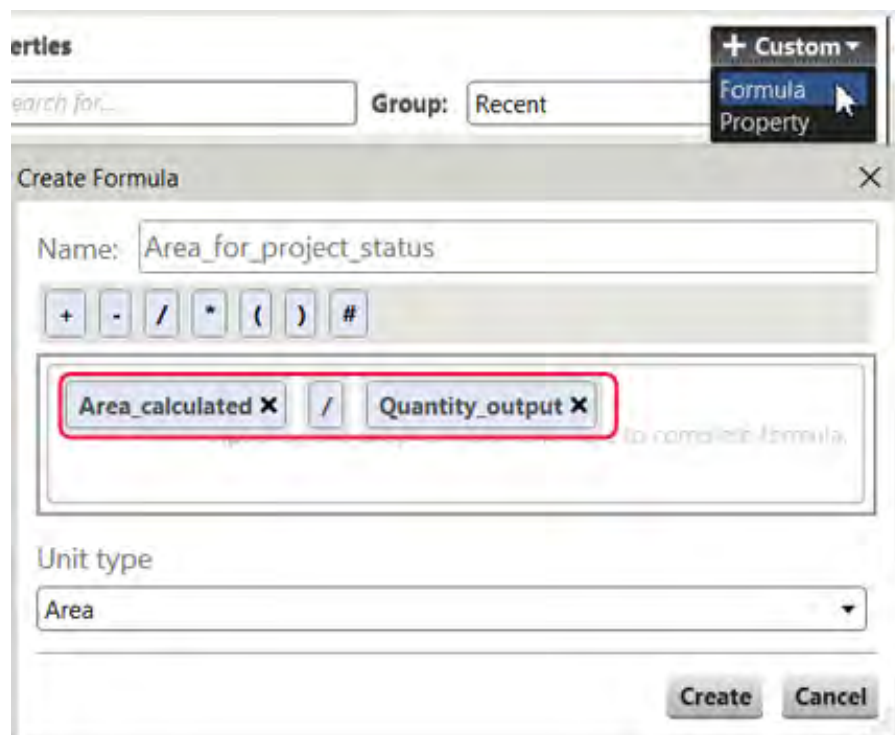 erties
+ Custom
Search for...
Group: Recent
Formula
Property
Create Formula
Name: Area_for_project_status
+ - / * ( ) #
Area_calculated × / Quantity_output ×
to complete formula.
Unit type
Area
Create Cancel